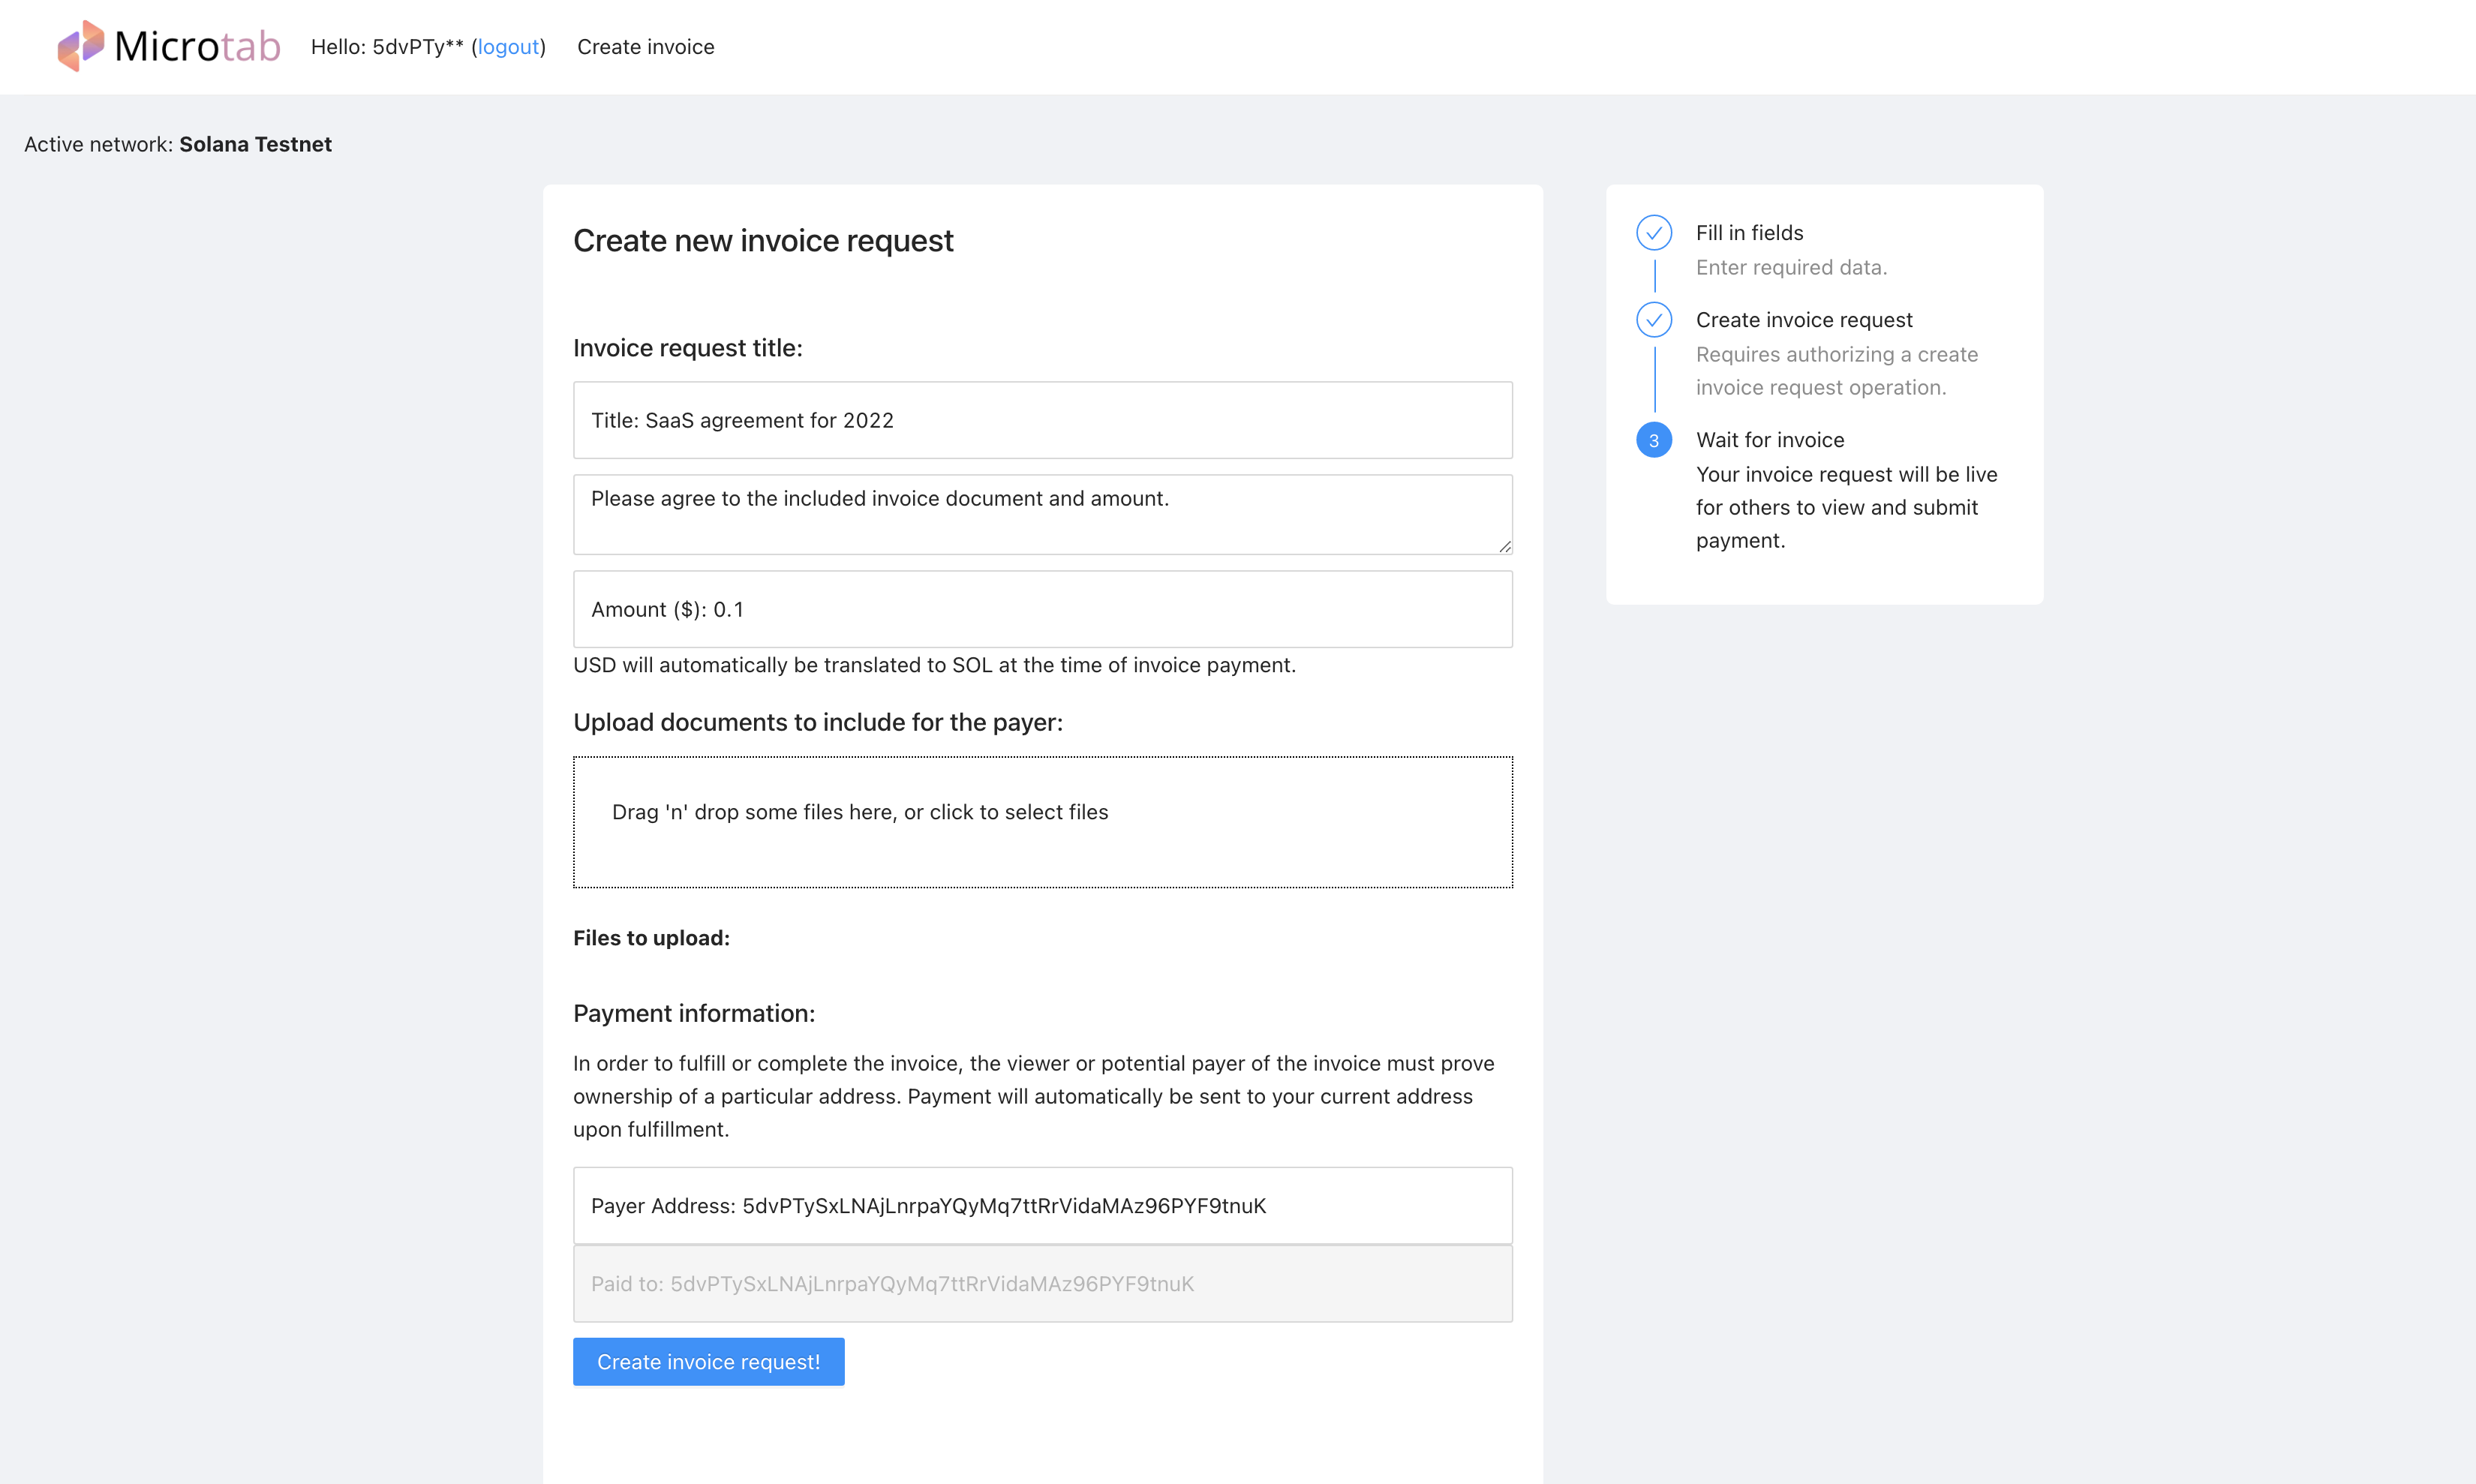 Microtab Hello: 5dvPTy** (logout) Create invoice
Active network: Solana Testnet
Create new invoice request
Invoice request title:
Title: SaaS agreement for 2022
Please agree to the included invoice document and amount.
Amount ($): 0.1
USD will automatically be translated to SOL at the time of invoice payment.
Upload documents to include for the payer:
Drag 'n' drop some files here, or click to select files
Files to upload:
Payment information:
In order to fulfill or complete the invoice, the viewer or potential payer of the invoice must prove
ownership of a particular address. Payment will automatically be sent to your current address
upon fulfillment.
Payer Address: 5dvPTySxLNAjLnrpaYQyMq7ttRrVidaMAz96PYF9tnuK
Paid to: 5dvPTySxLNAjLnrpaYQyMq7ttRrVidaMAz96PYF9tnuK
Create invoice request!
Fill in fields
Enter required data.
Create invoice request
Requires authorizing a create
invoice request operation.
3 Wait for invoice
Your invoice request will be live
for others to view and submit
payment.